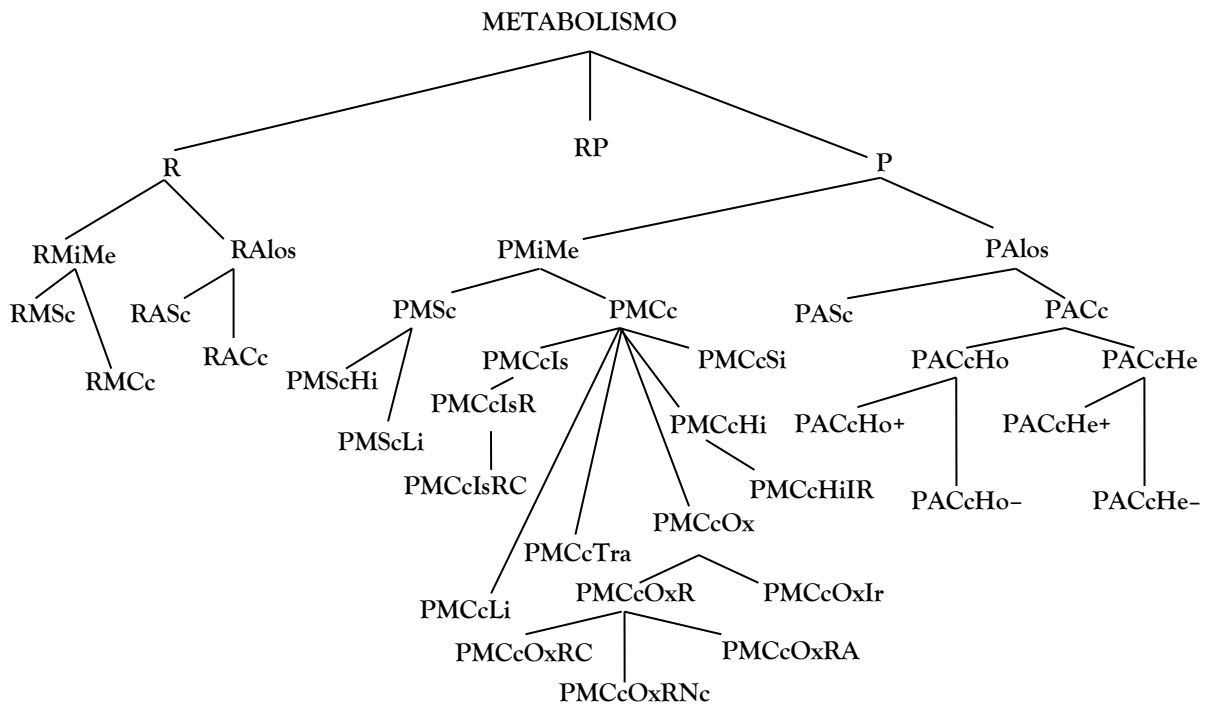 METABOLISMO
R
RP
P
RMiMe
RAlos
PMiMe
PAlos
RMSc
RASc
PMSc
PMCc
PASc
PACc
RACc
RMCc
PMScHi
PMScLi
PMCcIs
PMCcSi
PACcHo
PACcHe
PMCcIsR
PMCcHi
PACcHo+
PACcHe+
PMCcIsRC
PMCcHiIR
PACcHo–
PACcHe–
PMCcOx
PMCcTra
PMCcLi
PMCcOxR
PMCcOxIr
PMCcOxRC
PMCcOxRA
PMCcOxRNc